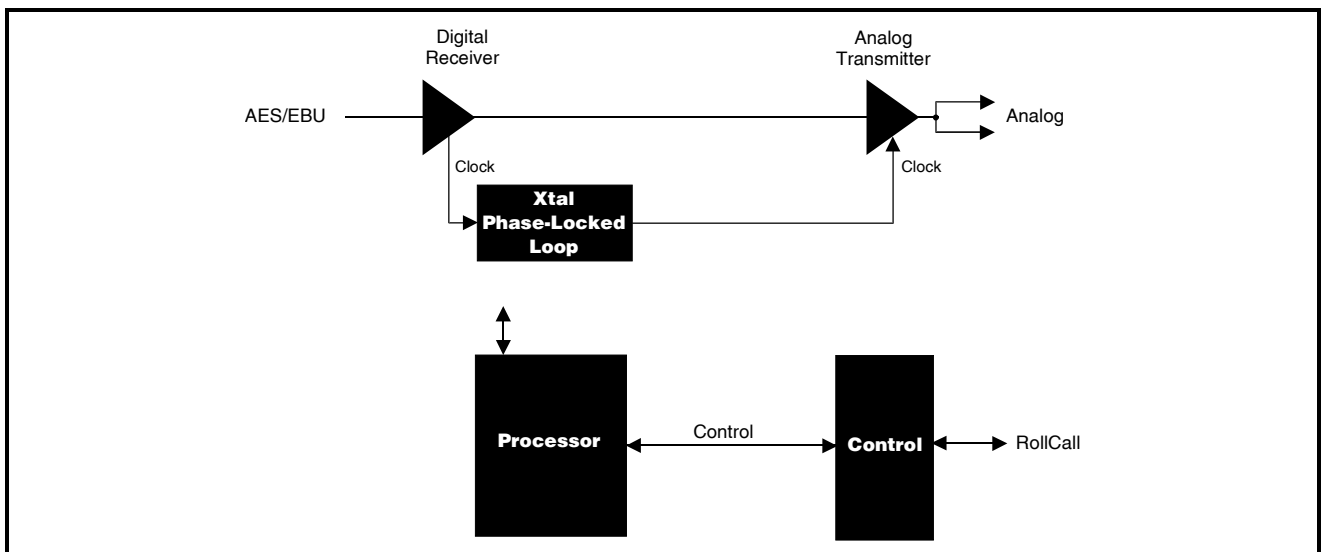 Digital
Receiver
Analog
Transmitter
AES/EBU
Analog
Clock
Clock
Xtal
Phase-Locked
Loop
Processor
Control
Control
RollCall